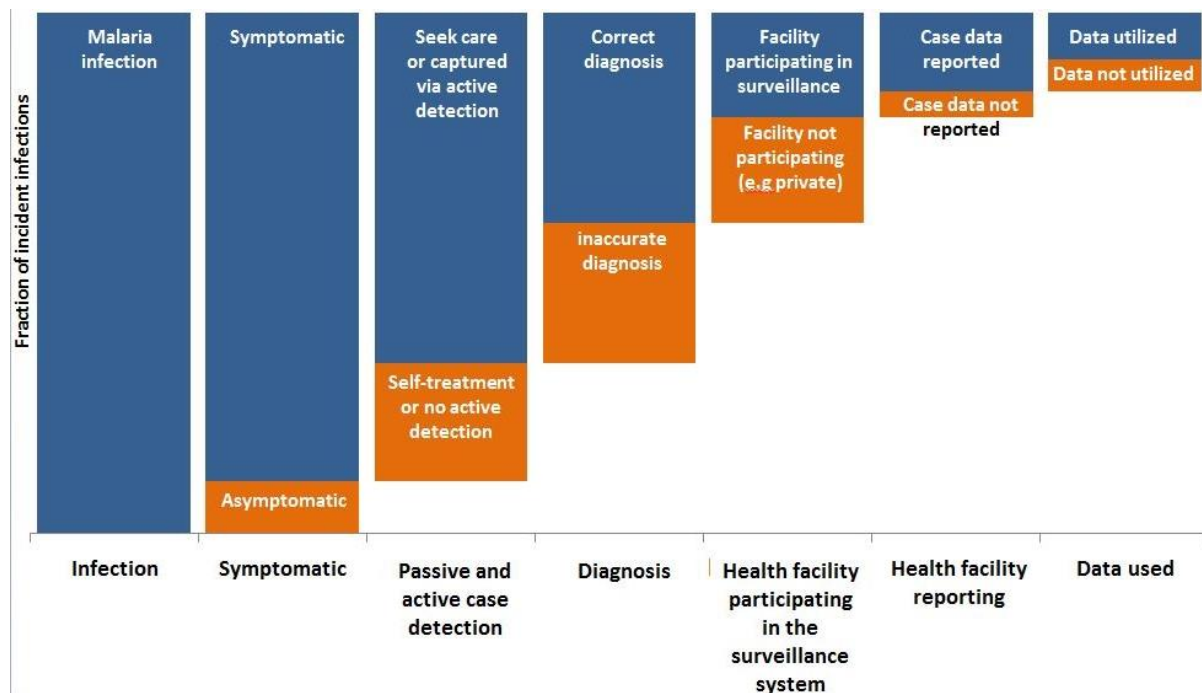 Fraction of incident infections
Malaria
infection
Symptomatic
Asymptomatic
Seek care
or captured
via active
detection
Self-treatment
or no active
detection
Correct
diagnosis
inaccurate
diagnosis
Facility
participating in
surveillance
Facility not
participating
(e.g private)
Case data
reported
Case data not
reported
Data utilized
Data not utilized
Infection
Symptomatic
Passive and
active case
detection
Diagnosis
Health facility
participating
in the
surveillance
system
Health facility
reporting
Data used